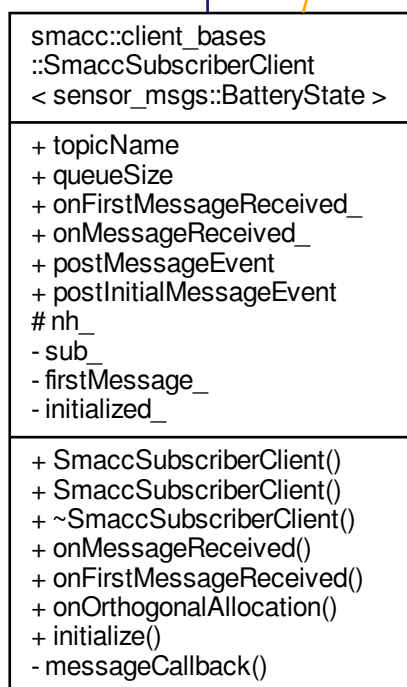 smacc::client_bases
::SmaccSubscriberClient
< sensor_msgs::BatteryState >
+ topicName
+ queueSize
+ onFirstMessageReceived_
+ onMessageReceived_
+ postMessageEvent
+ postInitialMessageEvent
# nh_
- sub_
- firstMessage_
- initialized_
+ SmaccSubscriberClient()
+ SmaccSubscriberClient()
+ ~SmaccSubscriberClient()
+ onMessageReceived()
+ onFirstMessageReceived()
+ onOrthogonalAllocation()
+ initialize()
- messageCallback()